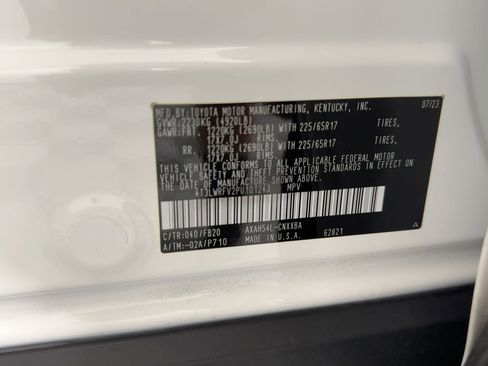 MFD. BY: TOYOTA MOTOR MANUFACTURING, KENTUCKY, INC. 07/23
GVWR: 2230KG (4920LB)
GAWR: FRT. 1220KG (2690LB) WITH 225/65R17 TIRES,
17X7.0J RIMS.
RR. 1220KG (2690LB) WITH 225/65R17 TIRES,
17X7.0J RIMS.
THIS VEHICLE CONFORMS TO ALL APPLICABLE FEDERAL MOTOR
VEHICLE SAFETY AND THEFT PREVENTION STANDARDS IN EFFECT
ON THE DATE OF MANUFACTURE SHOWN ABOVE.
4T3LWRFV2PU101243 MPV
C/TR: 040/FB20 AXAH54L-CNXXBA A
A/TM: -02A/P710 MADE IN U.S.A. 62821